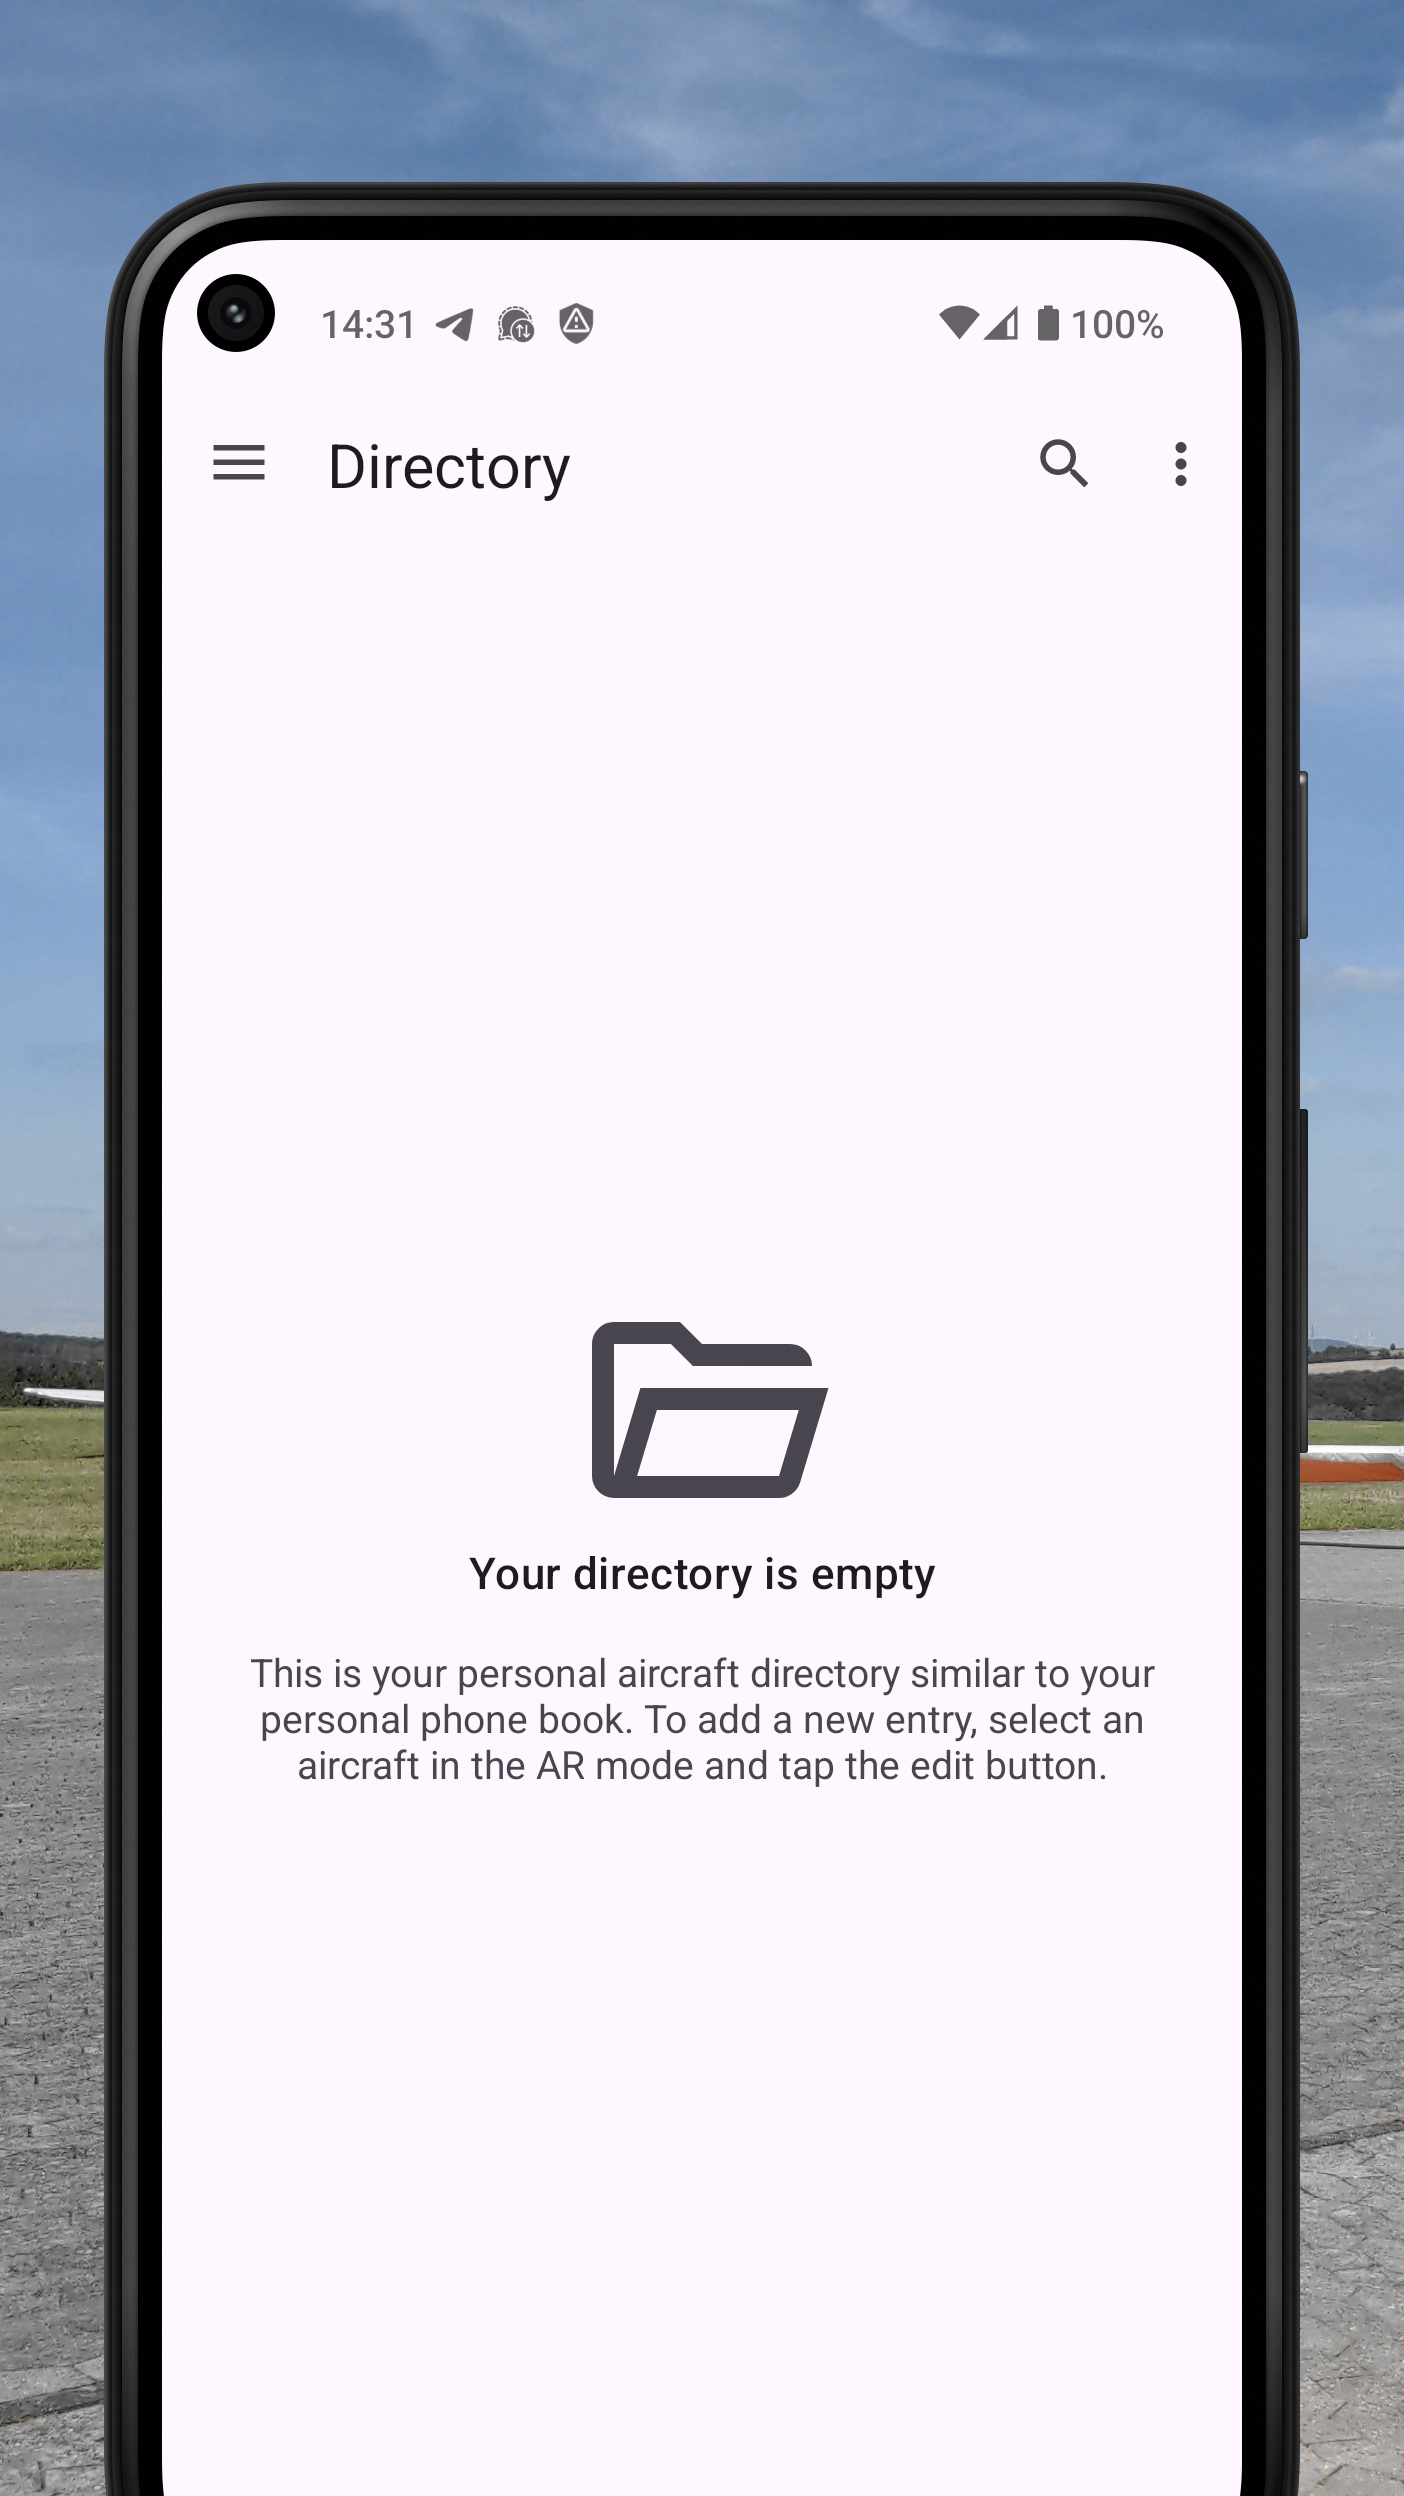 14:31
100%
Directory
Your directory is empty
This is your personal aircraft directory similar to your
personal phone book. To add a new entry, select an
aircraft in the AR mode and tap the edit button.